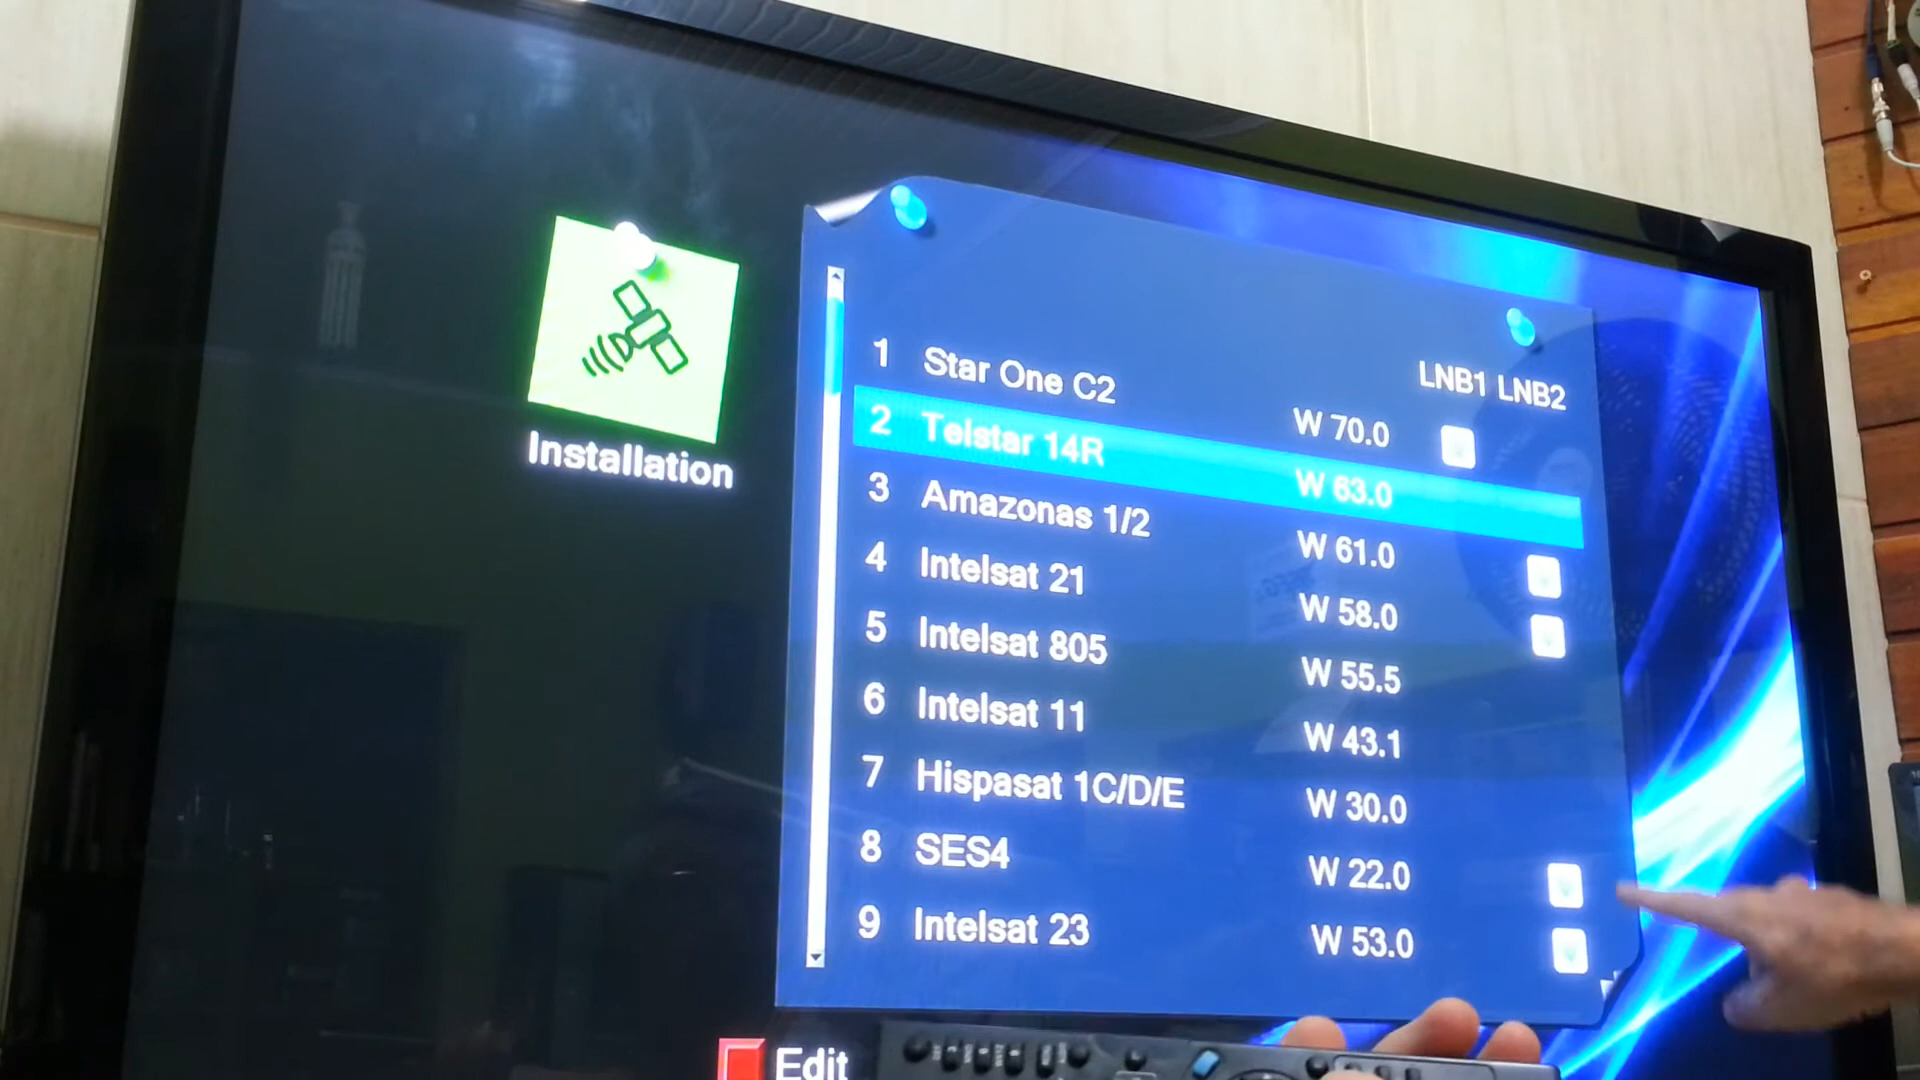 LNB1 LNB2
1 Star One C2 W 70.0
2 Telstar 14R W 63.0
3 Amazonas 1/2 W 61.0
4 Intelsat 21 W 58.0
5 Intelsat 805 W 55.5
6 Intelsat 11 W 43.1
7 Hispasat 1C/D/E W 30.0
8 SES4 W 22.0
9 Intelsat 23 W 53.0
Installation
Edit